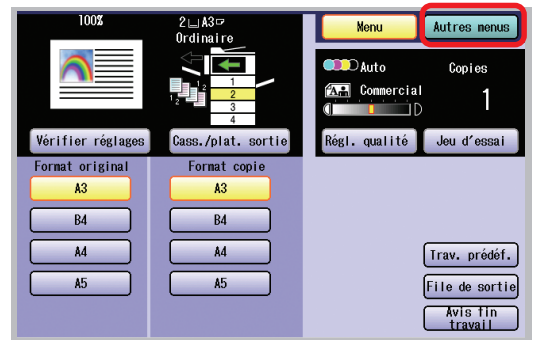 100%
2 A3
Ordinaire
1
2
3
4
1 2
Vérifier réglages
Cass./plat. sortie
Menu
Autres menus
Auto
Copies
Commercial
1
Régl. qualité
Jeu d'essai
Format original
Format copie
A3
A3
B4
B4
A4
A4
A5
A5
Trav. prédéf.
File de sortie
Avis fin
travail